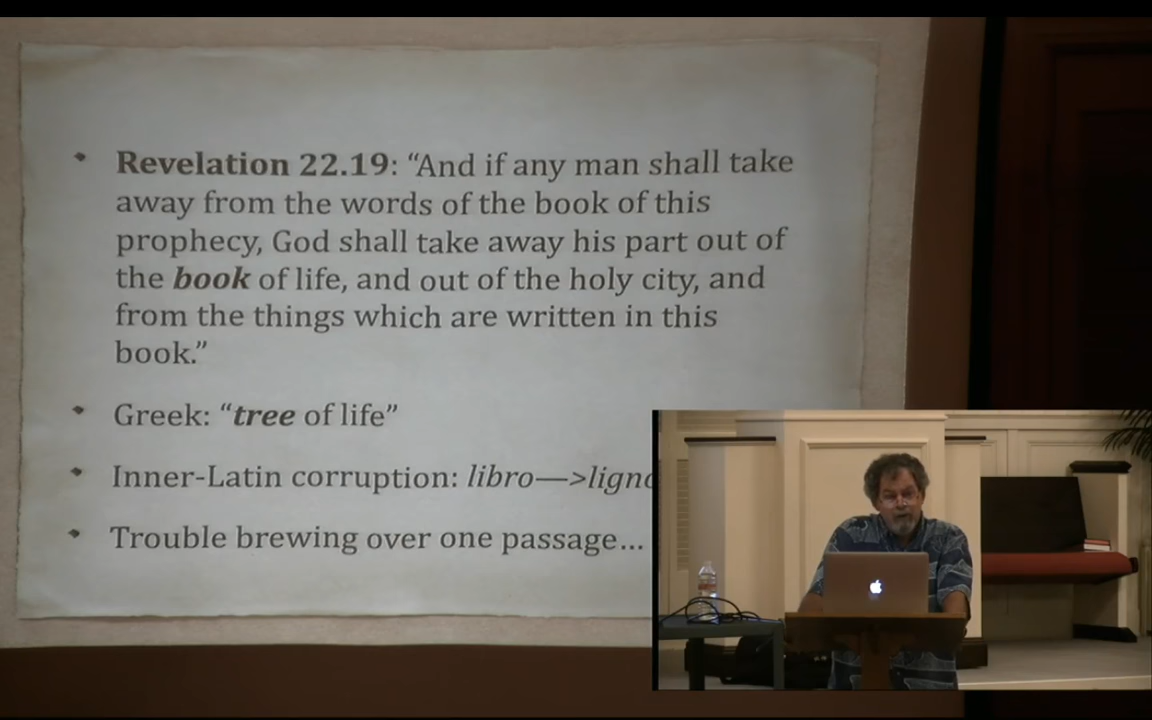 • Revelation 22.19: “And if any man shall take
away from the words of the book of this
prophecy, God shall take away his part out of
the book of life, and out of the holy city, and
from the things which are written in this
book.”
• Greek: “tree of life”
• Inner-Latin corruption: libro—>ligno
• Trouble brewing over one passage…